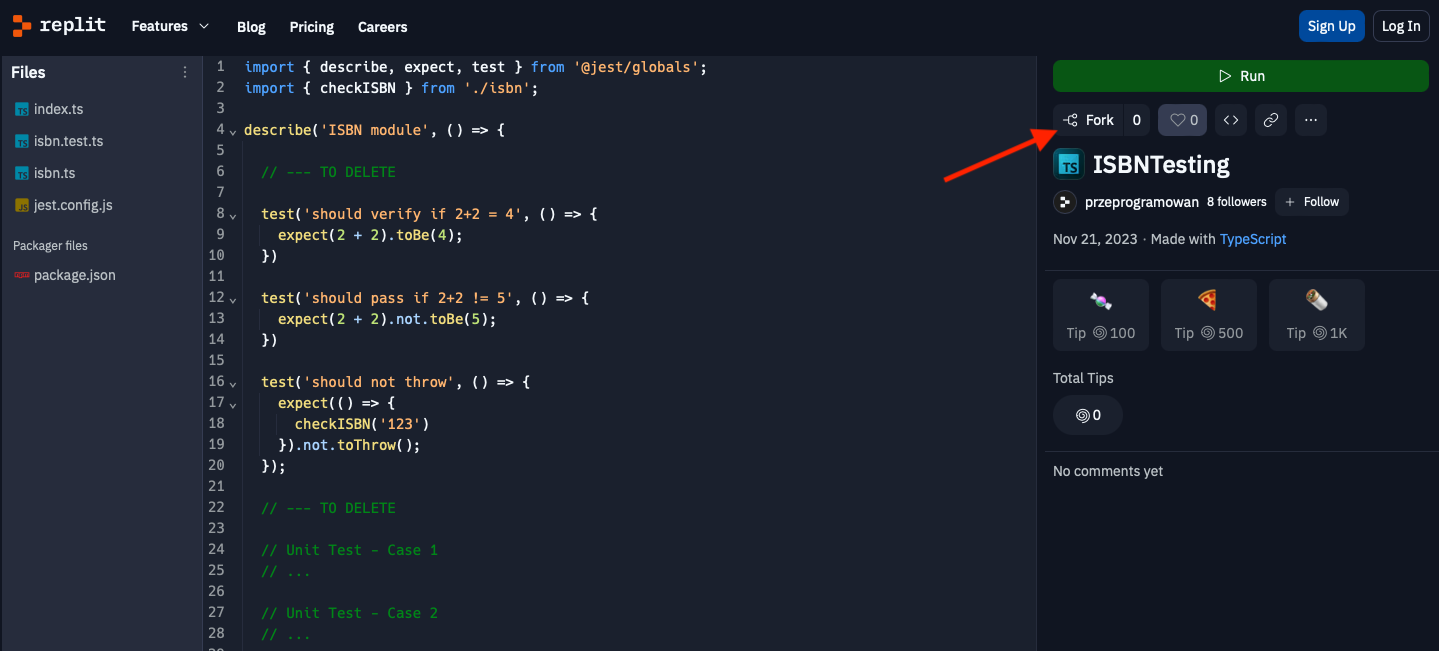 replit Features Blog Pricing Careers Sign Up Log In
Files
index.ts
isbn.test.ts
isbn.ts
jest.config.js
Packager files
package.json
1 import { describe, expect, test } from '@jest/globals';
2 import { checkISBN } from './isbn';
3
4 describe('ISBN module', () => {
5
6 // --- TO DELETE
7
8 test('should verify if 2+2 = 4', () => {
9 expect(2 + 2).toBe(4);
10 })
11
12 test('should pass if 2+2 != 5', () => {
13 expect(2 + 2).not.toBe(5);
14 })
15
16 test('should not throw', () => {
17 expect(() => {
18 checkISBN('123')
19 }).not.toThrow();
20 });
21
22 // --- TO DELETE
23
24 // Unit Test - Case 1
25 // ...
26
27 // Unit Test - Case 2
28 // ...
Run
Fork 0 0
TS ISBNTesting
przeprogramowan 8 followers + Follow
Nov 21, 2023 · Made with TypeScript
Tip 100 Tip 500 Tip 1K
Total Tips
0
No comments yet